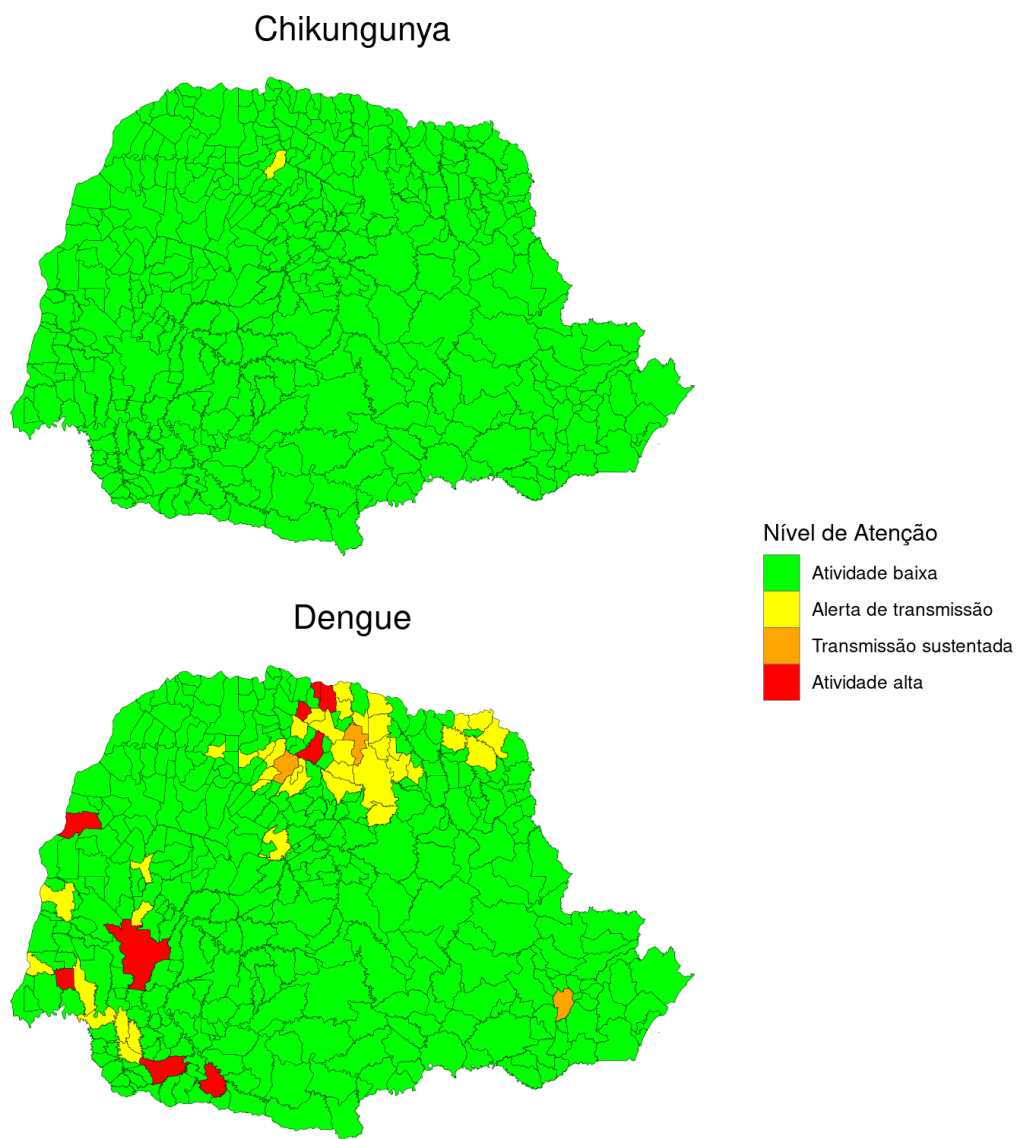 Chikungunya
Nível de Atenção
Atividade baixa
Alerta de transmissão
Transmissão sustentada
Atividade alta
Dengue